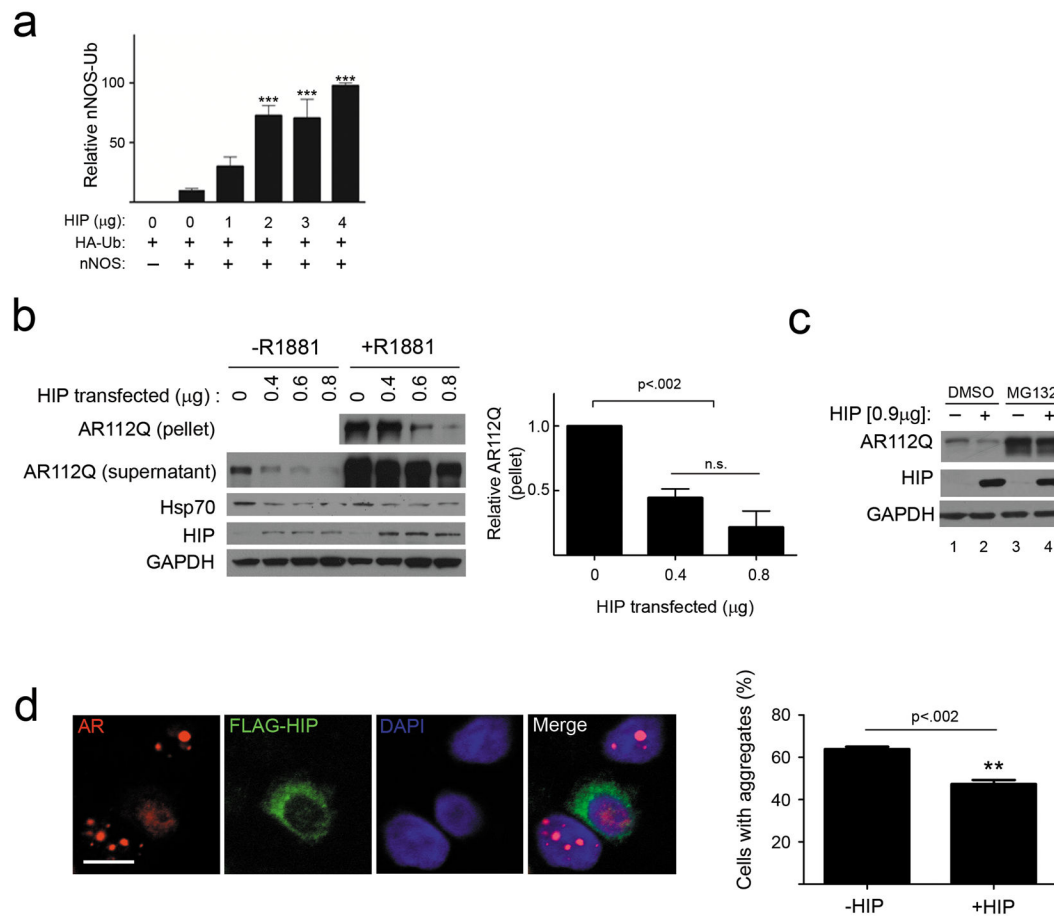 a
Relative nNOS-Ub
100
50
***
***
***
HIP (μg): 0 0 1 2 3 4
HA-Ub: + + + + + +
nNOS: – + + + + +
b
-R1881 +R1881
HIP transfected (μg) : 0 0.4 0.6 0.8 0 0.4 0.6 0.8
AR112Q (pellet)
AR112Q (supernatant)
Hsp70
HIP
GAPDH
Relative AR112Q
(pellet)
1.0
0.5
p<.002
n.s.
0 0.4 0.8
HIP transfected (μg)
c
DMSO MG132
HIP [0.9μg]: – + – +
AR112Q
HIP
GAPDH
1 2 3 4
d
AR FLAG-HIP DAPI Merge
Cells with aggregates (%)
80
60
40
20
p<.002
**
-HIP +HIP